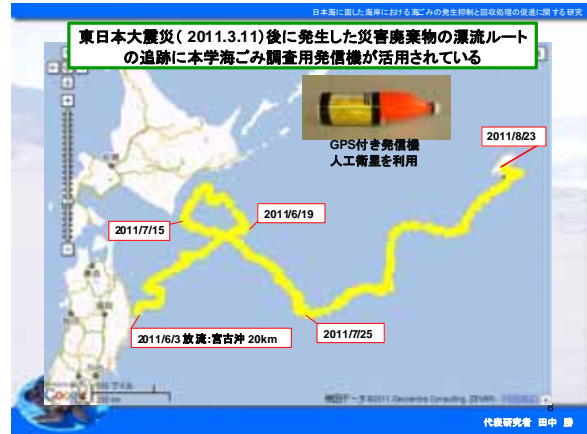 日本海に面した海岸における海ごみの発生抑制と回収処理の促進に関する研究
東日本大震災(2011.3.11)後に発生した災害廃棄物の漂流ルート
の追跡に本学海ごみ調査用発信機が活用されている
GPS付き発信機
人工衛星を利用
2011/8/23
2011/6/19
2011/7/15
2011/7/25
2011/6/3 放流:宮古沖 20km
Google
8
代表研究者 田中 勝